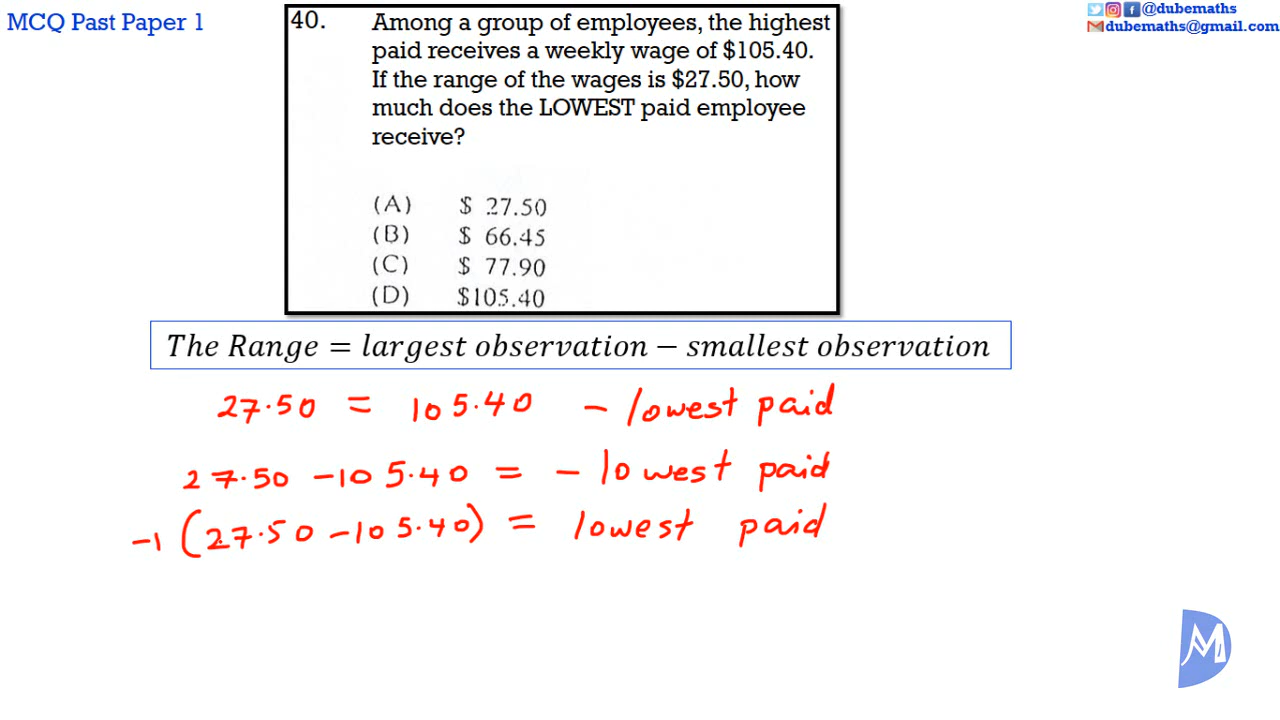 MCQ Past Paper 1
@dubemaths
dubemaths@gmail.com
40. Among a group of employees, the highest
paid receives a weekly wage of $105.40.
If the range of the wages is $27.50, how
much does the LOWEST paid employee
receive?
(A) $ 27.50
(B) $ 66.45
(C) $ 77.90
(D) $105.40
The Range = largest observation − smallest observation
27.50 = 105.40 - lowest paid
27.50 -105.40 = - lowest paid
-1 (27.50 -105.40) = lowest paid
DM